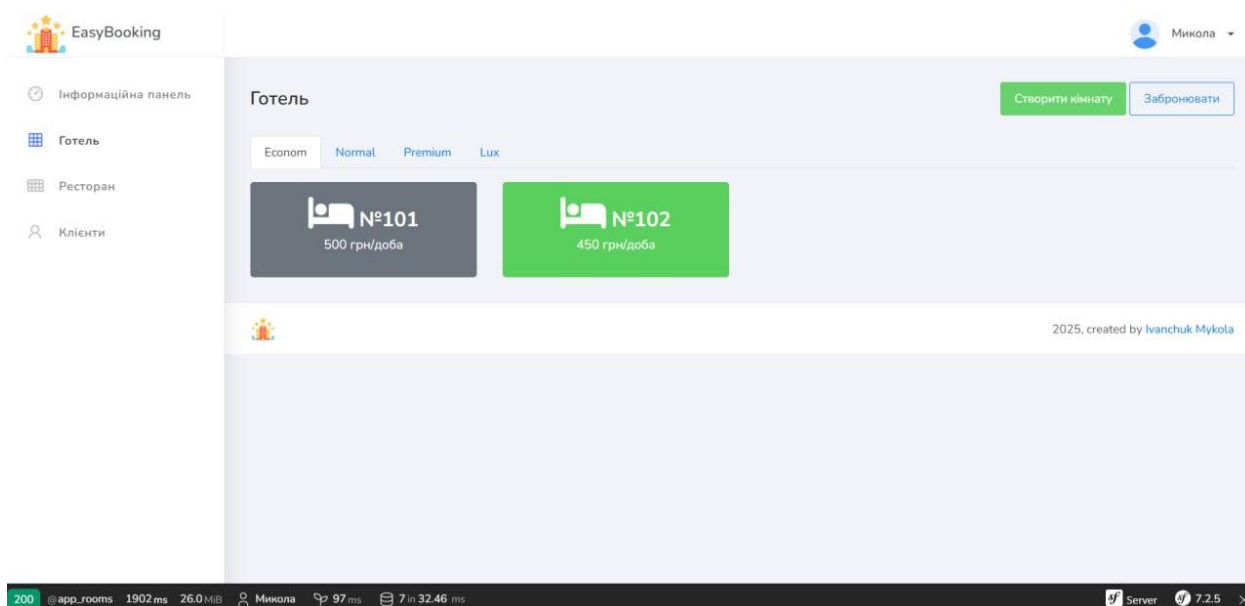 EasyBooking
Микола
Інформаційна панель
Готель
Ресторан
Клієнти
Готель
Створити кімнату
Забронювати
Econom Normal Premium Lux
№101
500 грн/доба
№102
450 грн/доба
2025, created by Ivanchuk Mykola
200 @app_rooms 1902 ms 26.0 MiB Микола 97 ms 7 in 32.46 ms Server 7.2.5